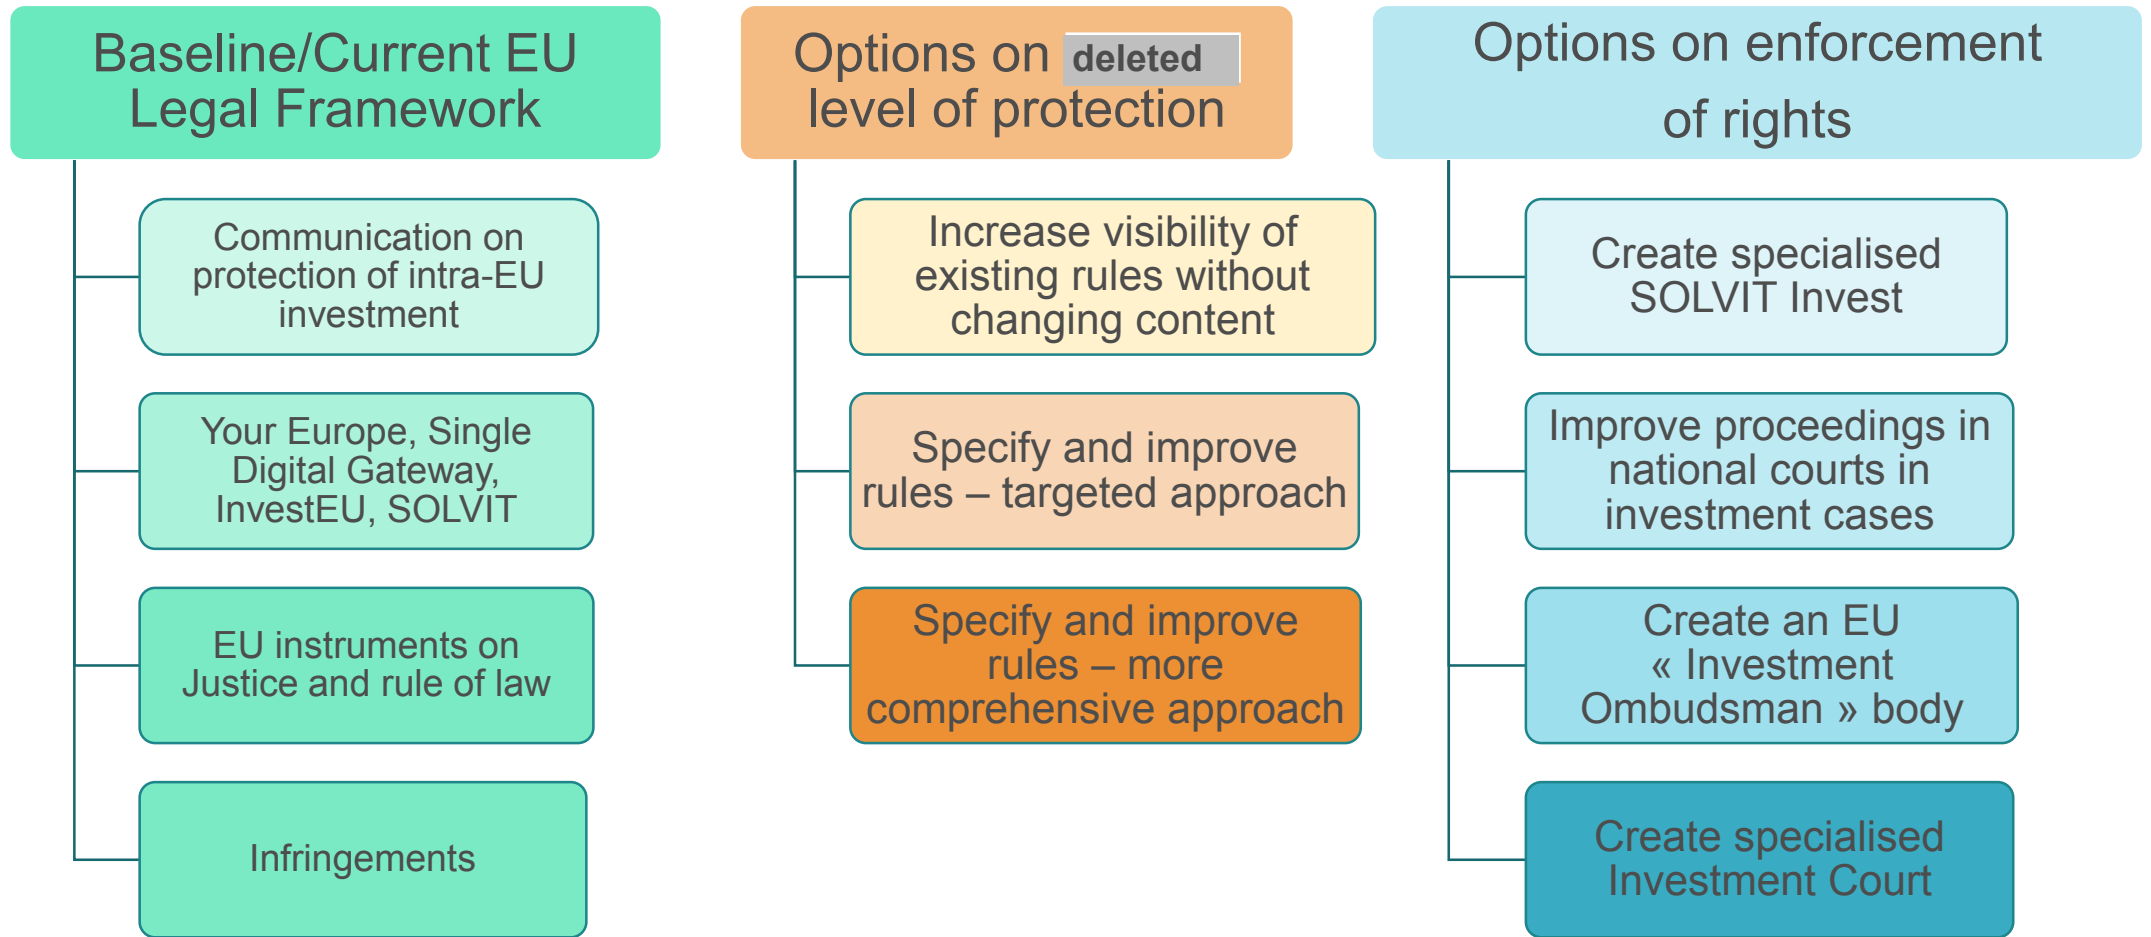 Baseline/Current EU
Legal Framework
Communication on
protection of intra-EU
investment
Your Europe, Single
Digital Gateway,
InvestEU, SOLVIT
EU instruments on
Justice and rule of law
Infringements
Options on deleted
level of protection
Increase visibility of
existing rules without
changing content
Specify and improve
rules – targeted approach
Specify and improve
rules – more
comprehensive approach
Options on enforcement
of rights
Create specialised
SOLVIT Invest
Improve proceedings in
national courts in
investment cases
Create an EU
« Investment
Ombudsman » body
Create specialised
Investment Court